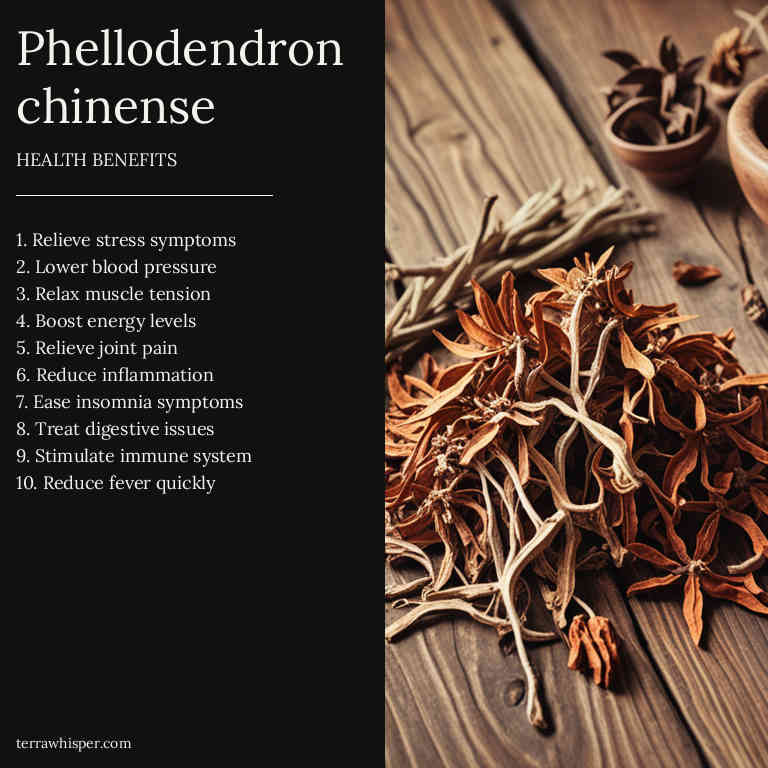 Phellodendron
chinense
HEALTH BENEFITS
1. Relieve stress symptoms
2. Lower blood pressure
3. Relax muscle tension
4. Boost energy levels
5. Relieve joint pain
6. Reduce inflammation
7. Ease insomnia symptoms
8. Treat digestive issues
9. Stimulate immune system
10. Reduce fever quickly
terrawhisper.com